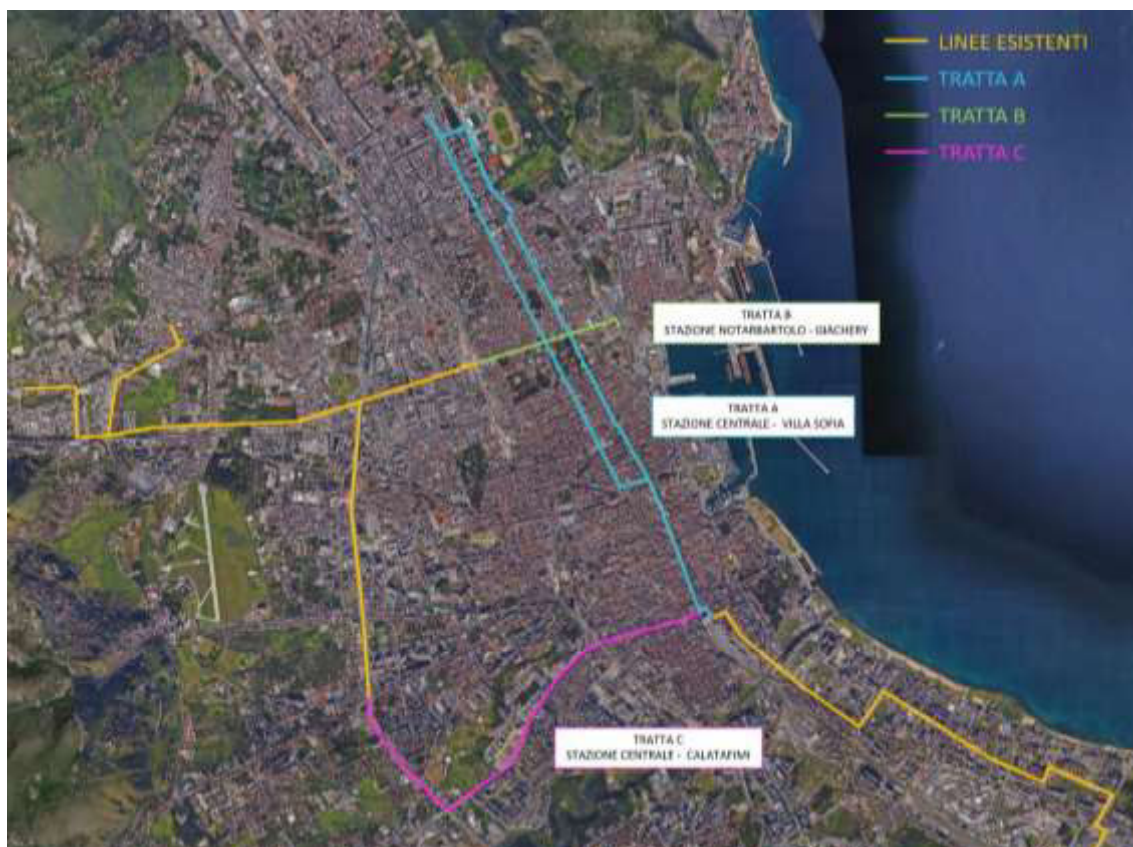 LINEE ESISTENTI
TRATTA A
TRATTA B
TRATTA C
TRATTA B
STAZIONE NOTARBARTOLO - GIACHERY
TRATTA A
STAZIONE CENTRALE - VILLA SOFIA
TRATTA C
STAZIONE CENTRALE - CALATAFIMI